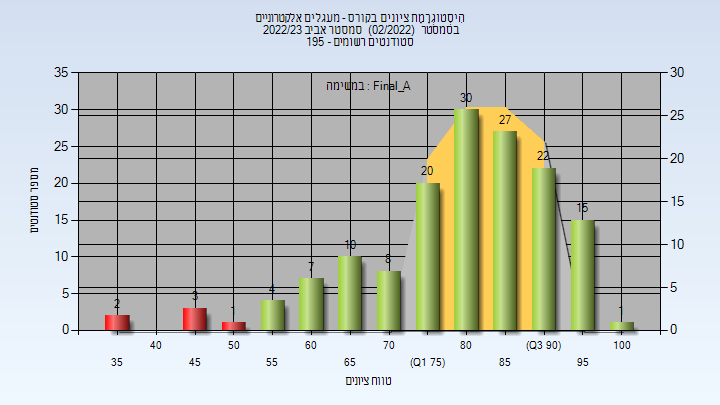 היסטוגרמת ציונים בקורס - מעגלים אלקטרוניים
בסמסטר (02/2022) סמסטר אביב 2022/23
סטודנטים רשומים - 195
במשימה : Final_A
מספר סטודנטים
35 30 25 20 15 10 5 0
30 25 20 15 10 5 0
2 3 1 4 7 10 8 20 30 27 22 15 1
35 40 45 50 55 60 65 70 (Q1 75) 80 85 (Q3 90) 95 100
טווח ציונים